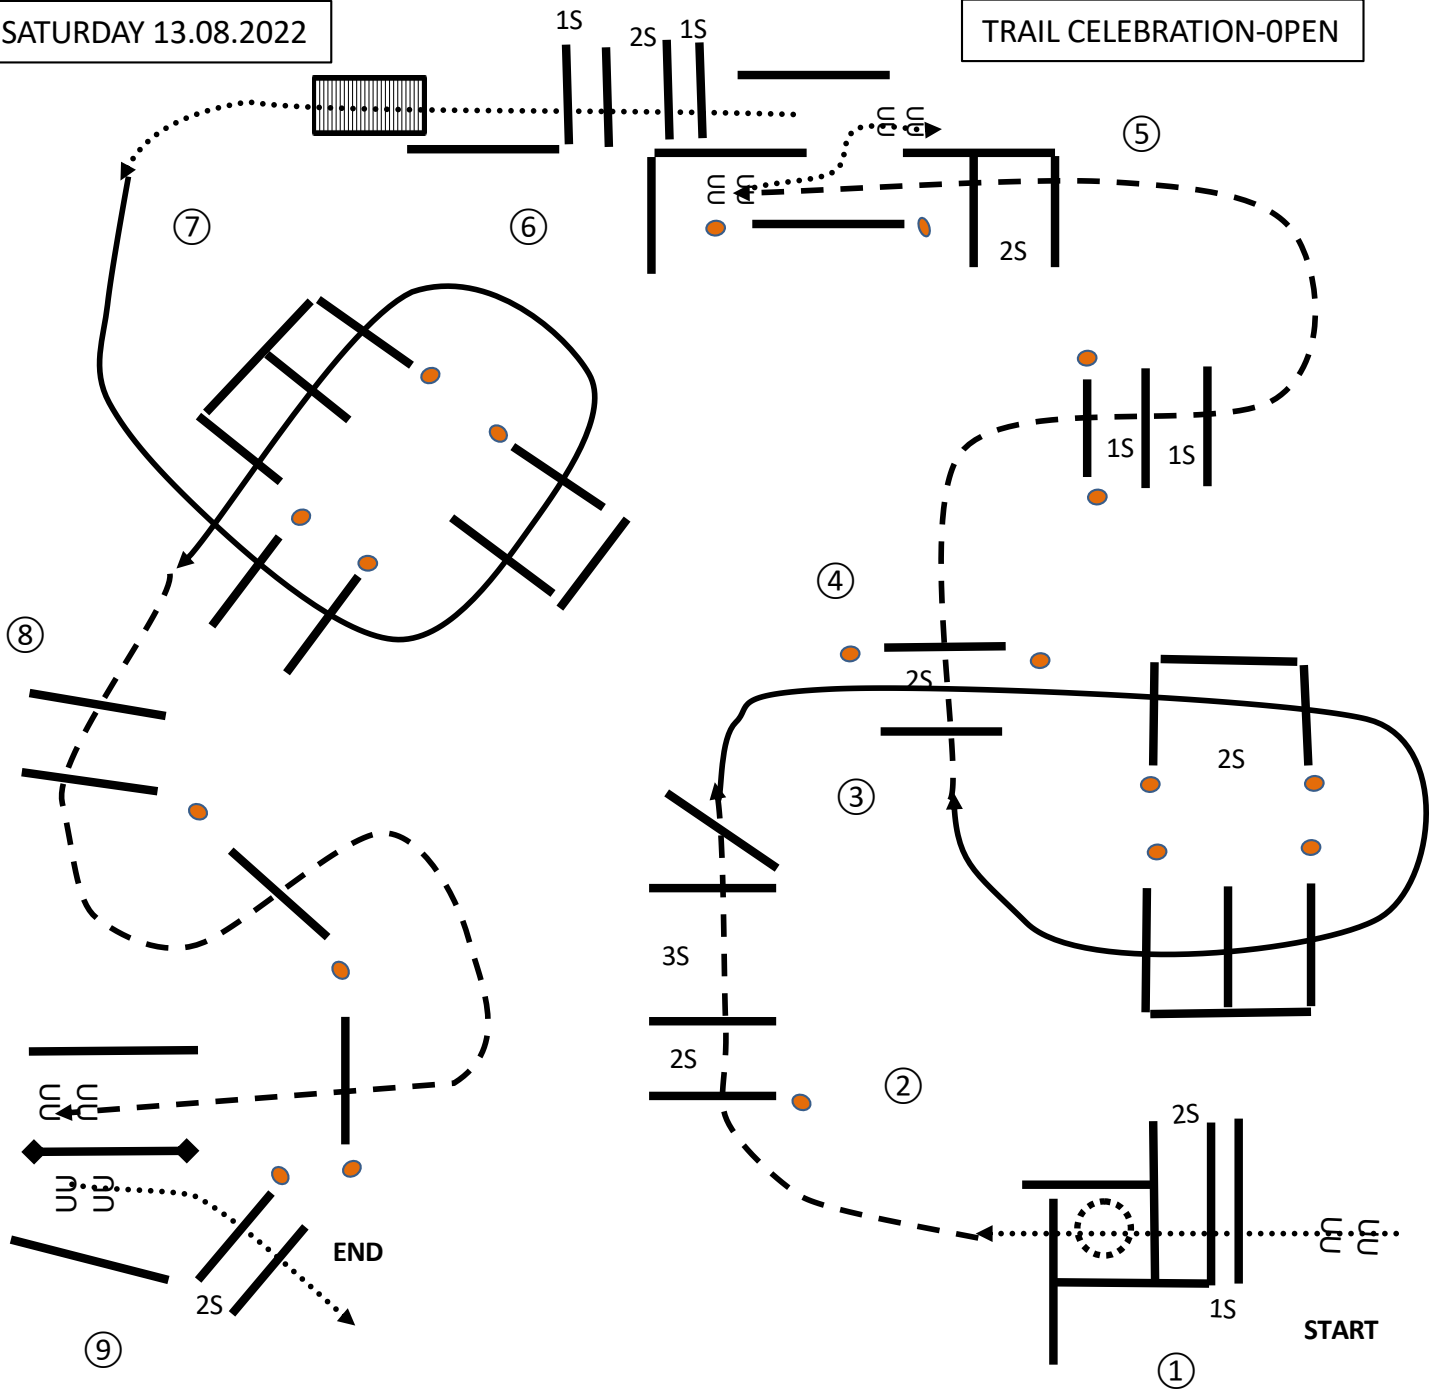 SATURDAY 13.08.2022
TRAIL CELEBRATION-0PEN
1S
2S
1S
5
7
6
2S
1S
1S
4
8
2S
2S
3
3S
2S
2
2S
END
2S
1S
START
9
1